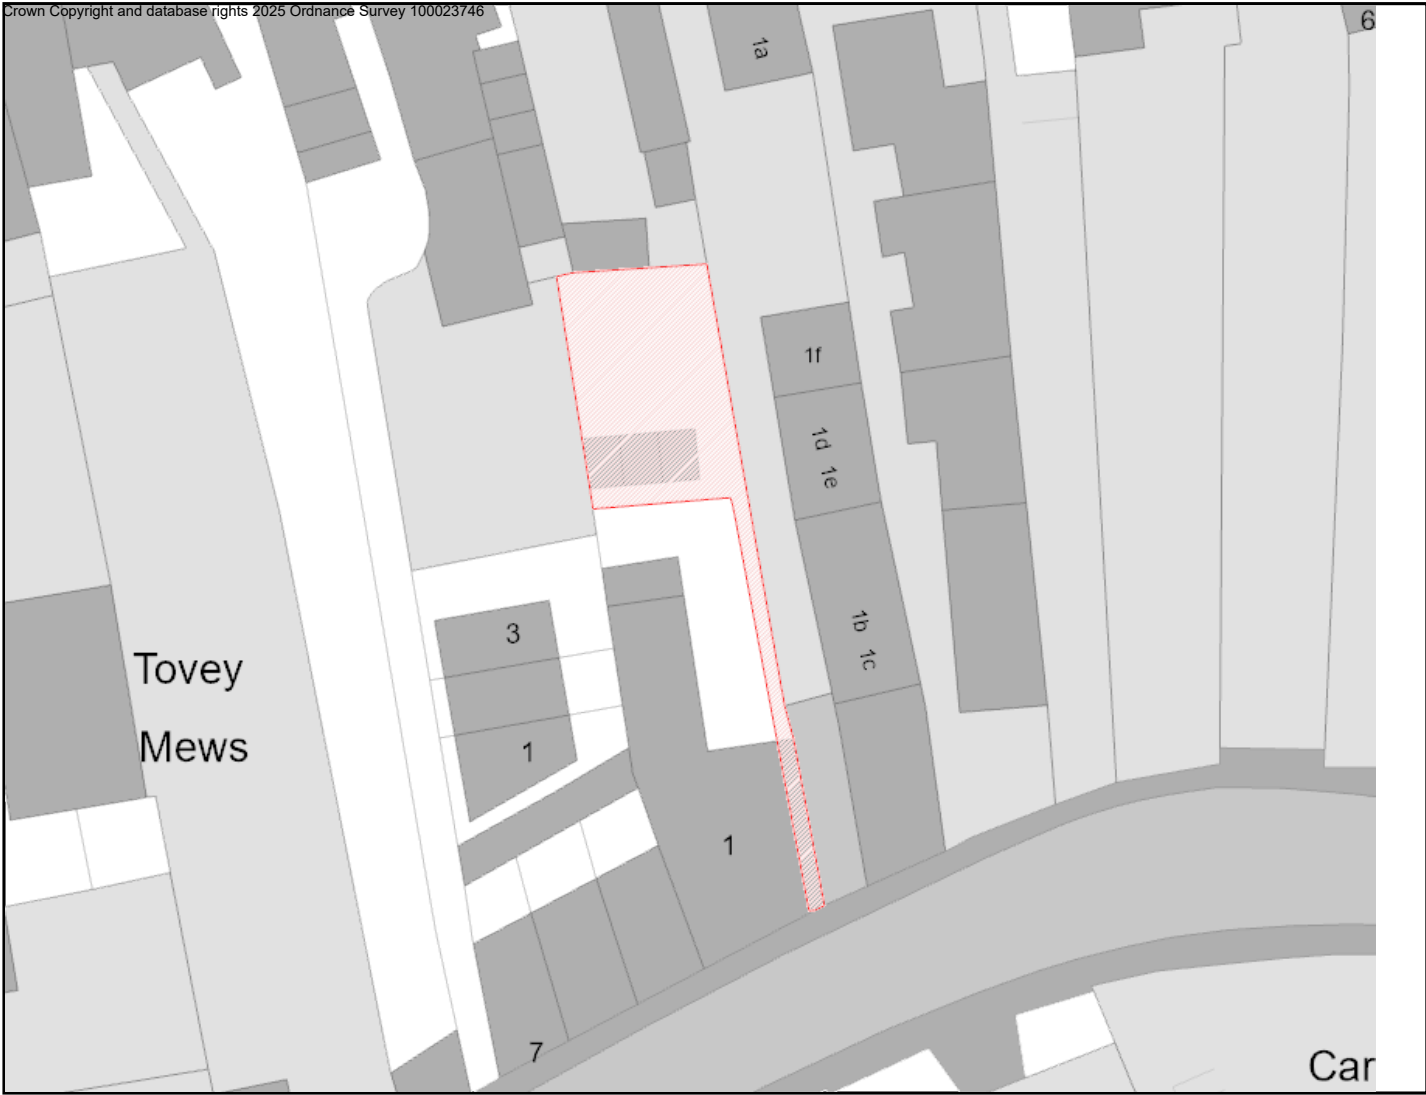 Crown Copyright and database rights 2025 Ordnance Survey 100023746
6
1a
1f
1d 1e
1b 1c
3
Tovey
Mews
1
1
7
Car